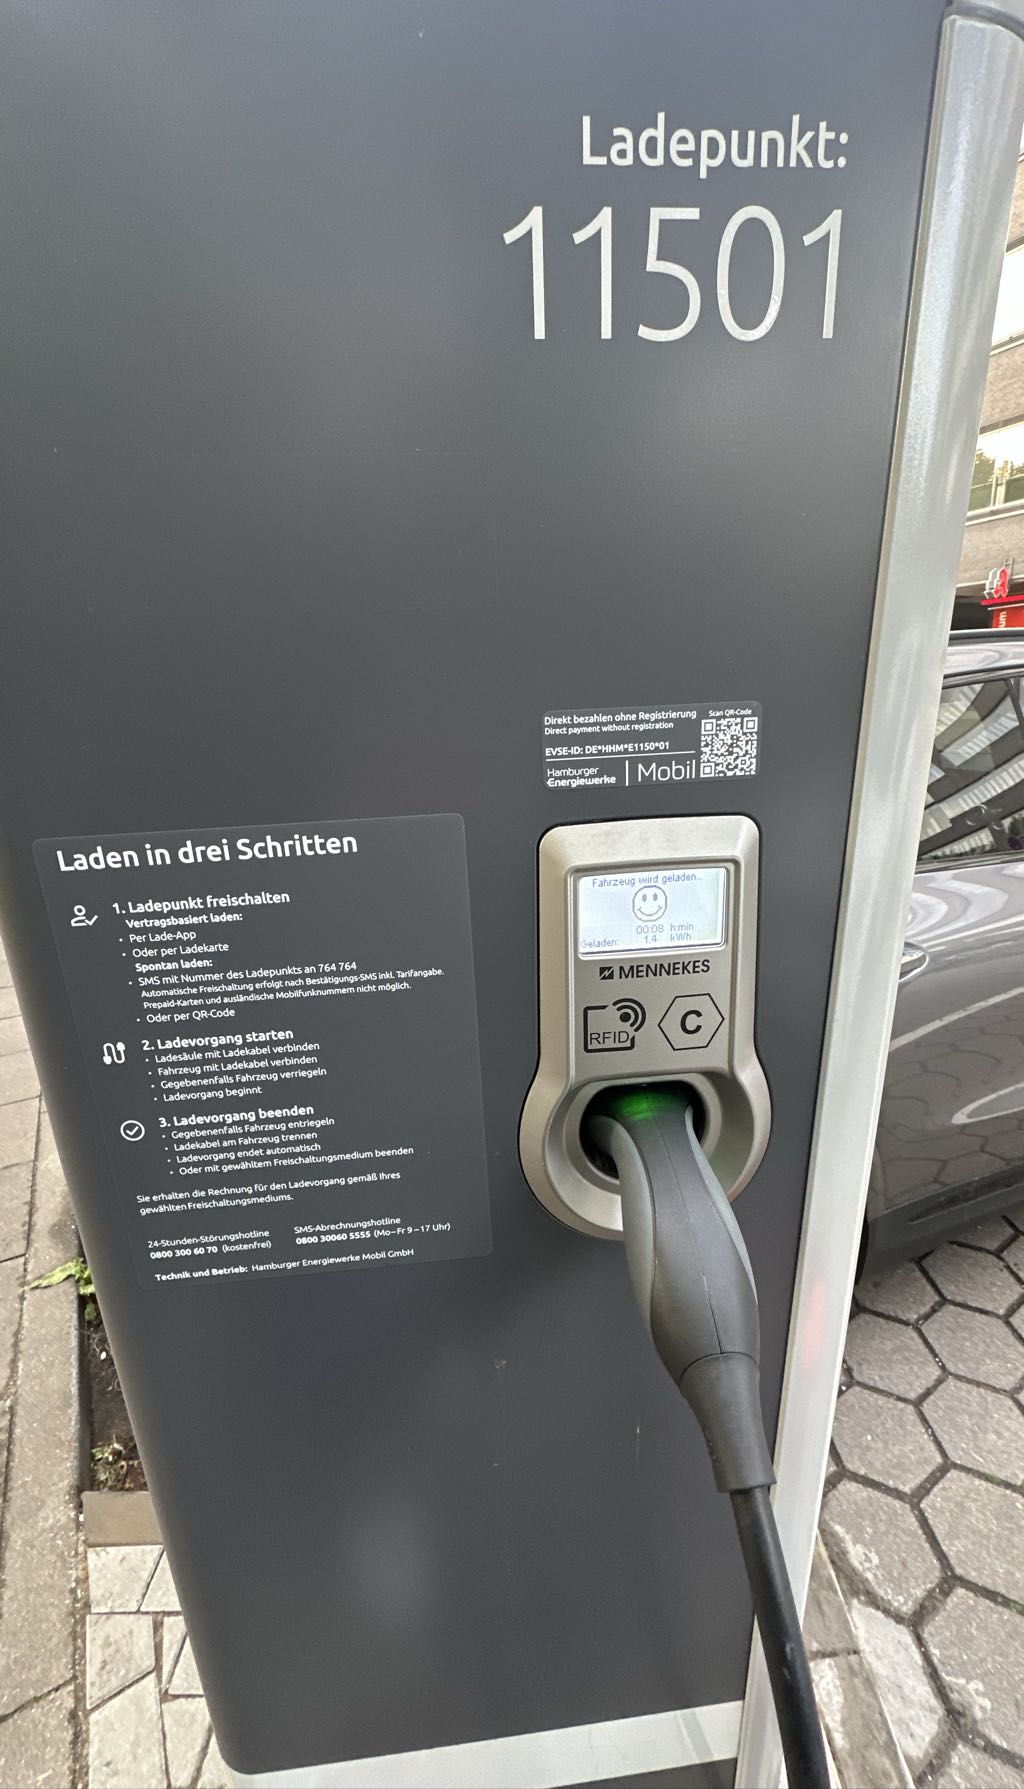 Ladepunkt:
11501
Direkt bezahlen ohne Registrierung
Direct payment without registration
Scan QR-Code
EVSE-ID: DE*HHM*E1150*01
Hamburger
Energiewerke | Mobil
Laden in drei Schritten
1. Ladepunkt freischalten
Vertragsbasiert laden:
• Per Lade-App
• Oder per Ladekarte
Spontan laden:
• SMS mit Nummer des Ladepunkts an 764 764
Automatische Freischaltung erfolgt nach Bestätigungs-SMS inkl. Tarifangabe.
Prepaid-Karten und ausländische Mobilfunknummern nicht möglich.
• Oder per QR-Code
2. Ladevorgang starten
• Ladesäule mit Ladekabel verbinden
• Fahrzeug mit Ladekabel verbinden
• Gegebenenfalls Fahrzeug verriegeln
• Ladevorgang beginnt
3. Ladevorgang beenden
• Gegebenenfalls Fahrzeug entriegeln
• Ladekabel am Fahrzeug trennen
• Ladevorgang endet automatisch
• Oder mit gewähltem Freischaltungsmedium beenden
Sie erhalten die Rechnung für den Ladevorgang gemäß Ihres
gewählten Freischaltungsmediums.
24-Stunden-Störungshotline
0800 300 60 70 (kostenfrei)
SMS-Abrechnungshotline
0800 30060 5555 (Mo–Fr 9–17 Uhr)
Technik und Betrieb: Hamburger Energiewerke Mobil GmbH
Fahrzeug wird geladen...
00:08 h:min
Geladen: 1.4 kWh
MENNEKES
RFID
C